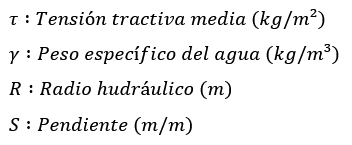 τ : Tensión tractiva media (kg/m²)
γ : Peso específico del agua (kg/m³)
R : Radio hudráulico (m)
S : Pendiente (m/m)